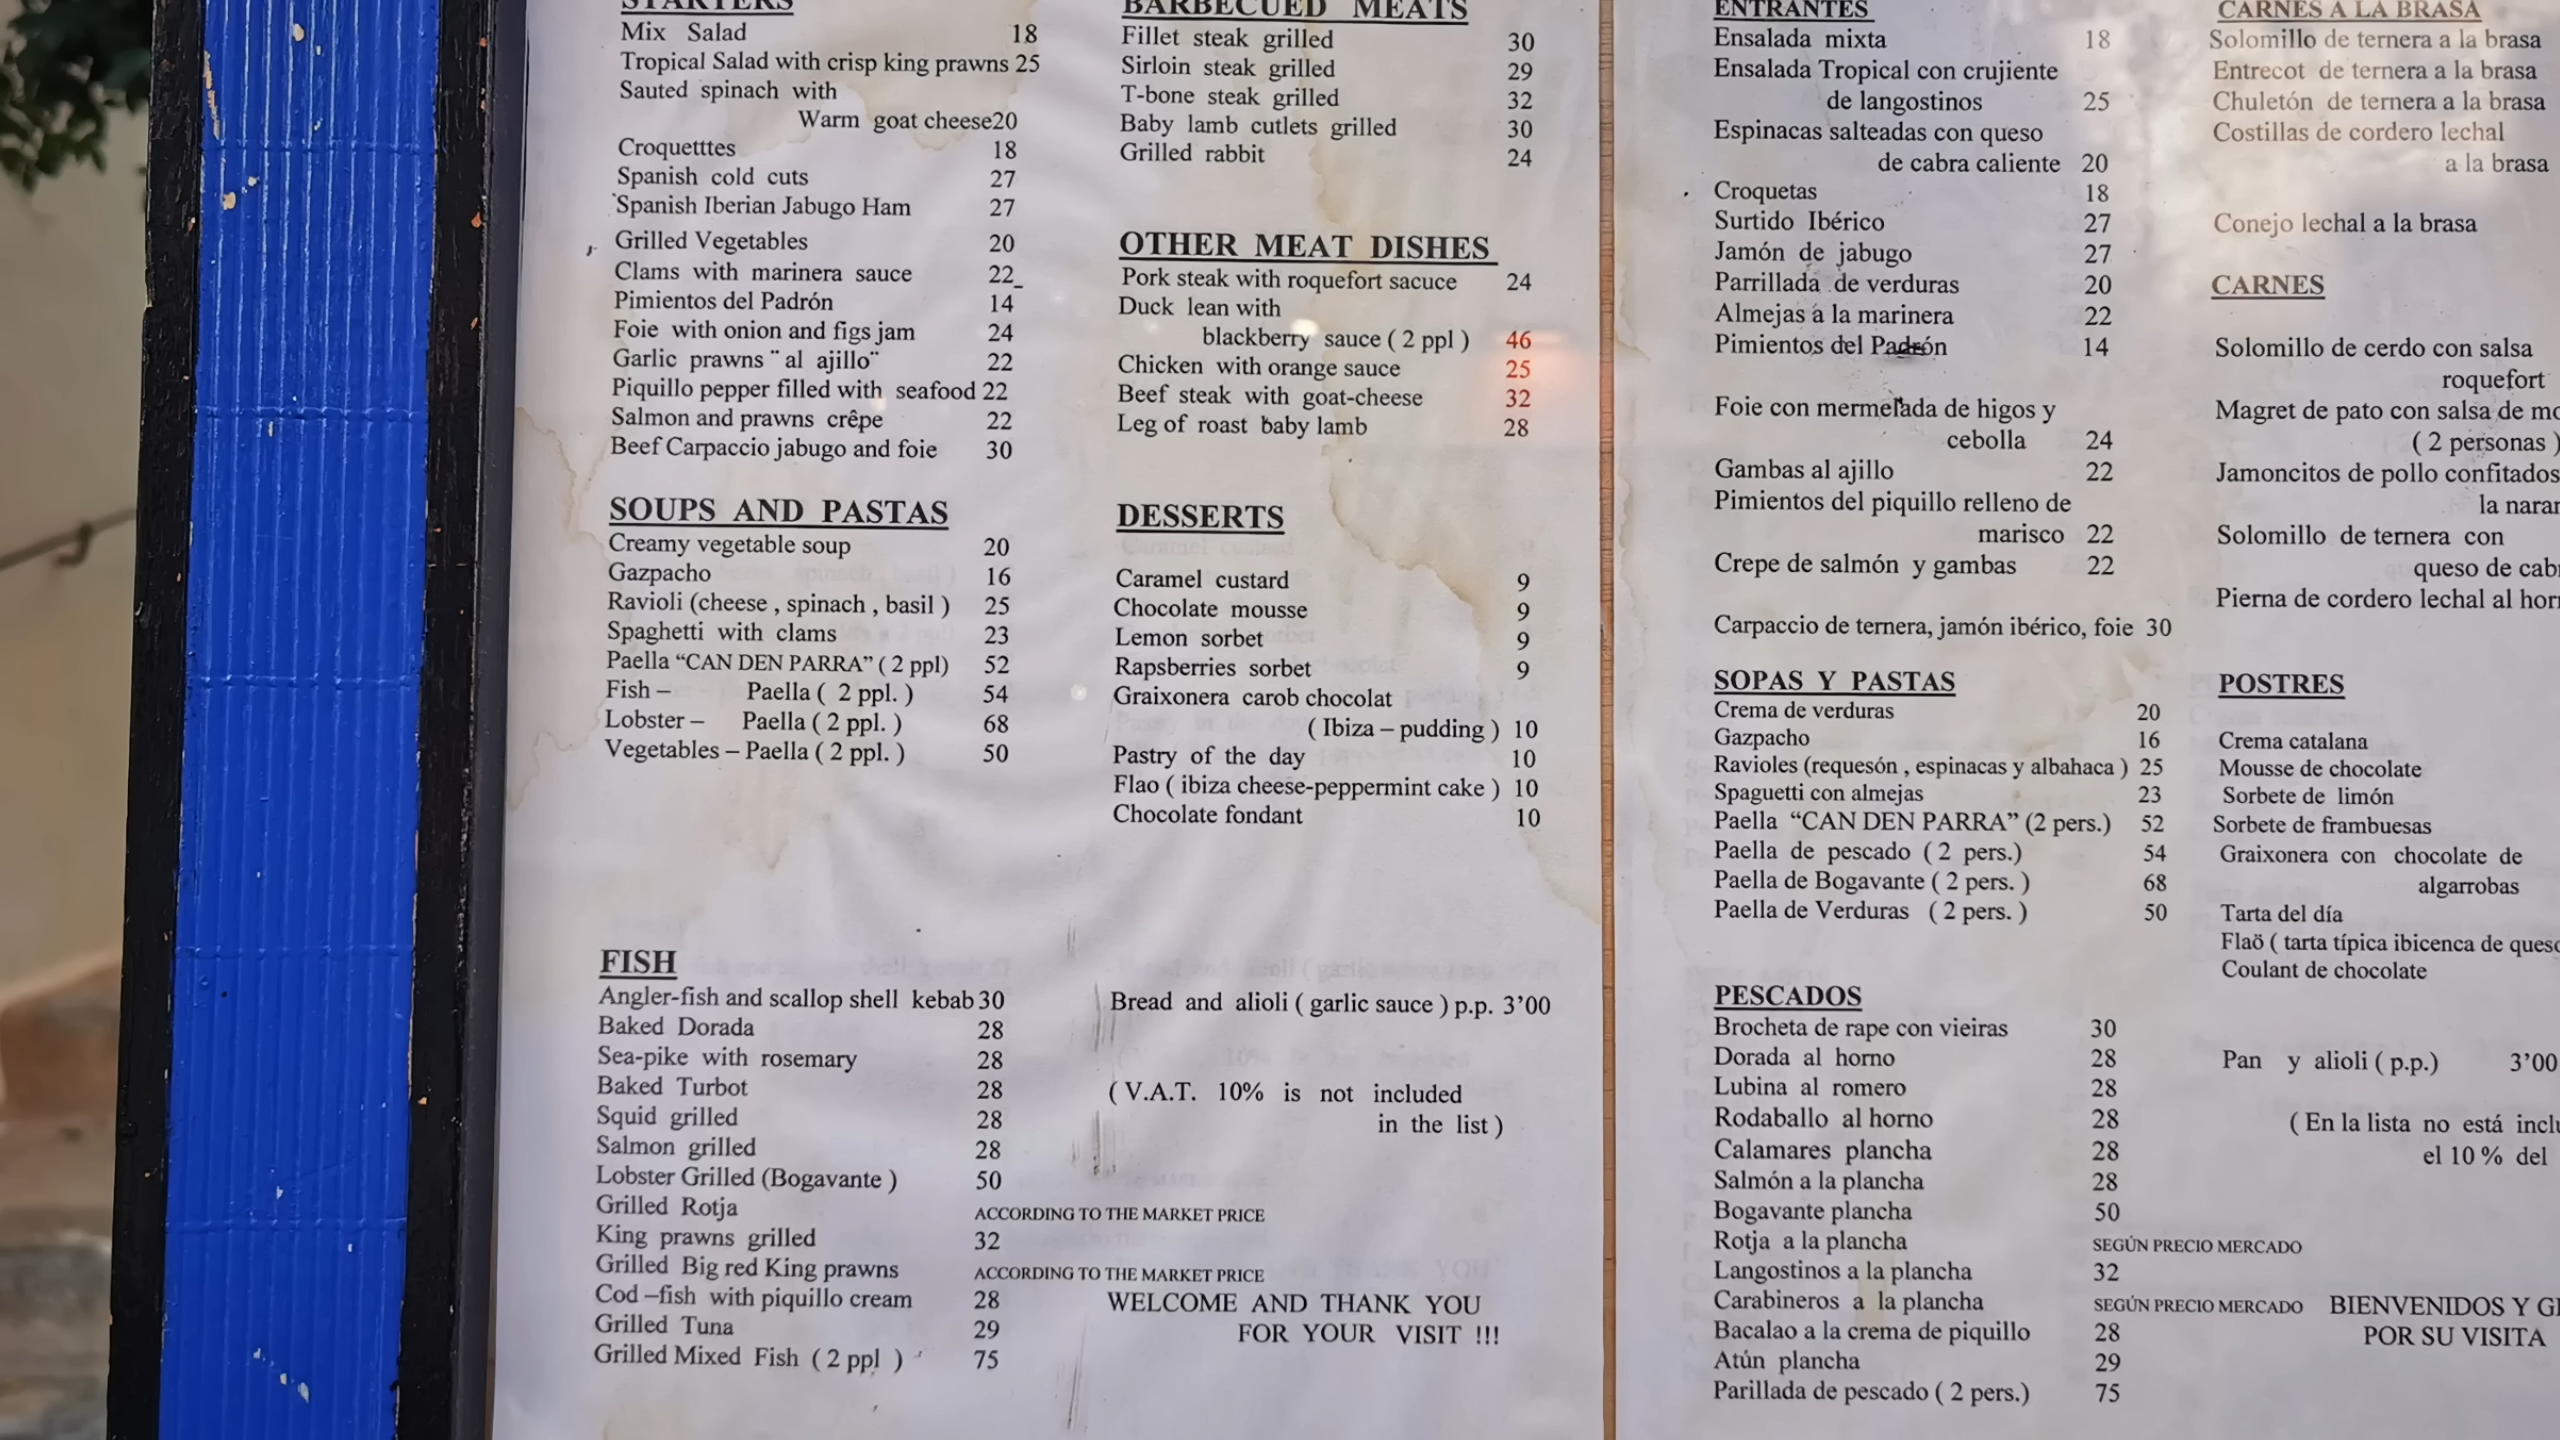 STARTERS
Mix Salad 18
Tropical Salad with crisp king prawns 25
Sauted spinach with
Warm goat cheese20
Croquetttes 18
Spanish cold cuts 27
Spanish Iberian Jabugo Ham 27
Grilled Vegetables 20
Clams with marinera sauce 22
Pimientos del Padrón 14
Foie with onion and figs jam 24
Garlic prawns ¨ al ajillo¨ 22
Piquillo pepper filled with seafood 22
Salmon and prawns crêpe 22
Beef Carpaccio jabugo and foie 30
SOUPS AND PASTAS
Creamy vegetable soup 20
Gazpacho 16
Ravioli (cheese , spinach , basil ) 25
Spaghetti with clams 23
Paella “CAN DEN PARRA” ( 2 ppl) 52
Fish – Paella ( 2 ppl. ) 54
Lobster – Paella ( 2 ppl. ) 68
Vegetables – Paella ( 2 ppl. ) 50
FISH
Angler-fish and scallop shell kebab 30
Baked Dorada 28
Sea-pike with rosemary 28
Baked Turbot 28
Squid grilled 28
Salmon grilled 28
Lobster Grilled (Bogavante ) 50
Grilled Rotja ACCORDING TO THE MARKET PRICE
King prawns grilled 32
Grilled Big red King prawns ACCORDING TO THE MARKET PRICE
Cod –fish with piquillo cream 28
Grilled Tuna 29
Grilled Mixed Fish ( 2 ppl ) 75
BARBECUED MEATS
Fillet steak grilled 30
Sirloin steak grilled 29
T-bone steak grilled 32
Baby lamb cutlets grilled 30
Grilled rabbit 24
OTHER MEAT DISHES
Pork steak with roquefort sacuce 24
Duck lean with
blackberry sauce ( 2 ppl ) 46
Chicken with orange sauce 25
Beef steak with goat-cheese 32
Leg of roast baby lamb 28
DESSERTS
Caramel custard 9
Chocolate mousse 9
Lemon sorbet 9
Rapsberries sorbet 9
Graixonera carob chocolat
( Ibiza – pudding ) 10
Pastry of the day 10
Flao ( ibiza cheese-peppermint cake ) 10
Chocolate fondant 10
Bread and alioli ( garlic sauce ) p.p. 3’00
( V.A.T. 10% is not included
in the list )
WELCOME AND THANK YOU
FOR YOUR VISIT !!!
ENTRANTES
Ensalada mixta 18
Ensalada Tropical con crujiente
de langostinos 25
Espinacas salteadas con queso
de cabra caliente 20
Croquetas 18
Surtido Ibérico 27
Jamón de jabugo 27
Parrillada de verduras 20
Almejas a la marinera 22
Pimientos del Padrón 14
Foie con mermelada de higos y
cebolla 24
Gambas al ajillo 22
Pimientos del piquillo relleno de
marisco 22
Crepe de salmón y gambas 22
Carpaccio de ternera, jamón ibérico, foie 30
SOPAS Y PASTAS
Crema de verduras 20
Gazpacho 16
Ravioles (requesón , espinacas y albahaca ) 25
Spaguetti con almejas 23
Paella “CAN DEN PARRA” (2 pers.) 52
Paella de pescado ( 2 pers.) 54
Paella de Bogavante ( 2 pers. ) 68
Paella de Verduras ( 2 pers. ) 50
PESCADOS
Brocheta de rape con vieiras 30
Dorada al horno 28
Lubina al romero 28
Rodaballo al horno 28
Calamares plancha 28
Salmón a la plancha 28
Bogavante plancha 50
Rotja a la plancha SEGÚN PRECIO MERCADO
Langostinos a la plancha 32
Carabineros a la plancha SEGÚN PRECIO MERCADO
Bacalao a la crema de piquillo 28
Atún plancha 29
Parillada de pescado ( 2 pers.) 75
CARNES A LA BRASA
Solomillo de ternera a la brasa
Entrecot de ternera a la brasa
Chuletón de ternera a la brasa
Costillas de cordero lechal
a la brasa
Conejo lechal a la brasa
CARNES
Solomillo de cerdo con salsa
roquefort
Magret de pato con salsa de
( 2 personas )
Jamoncitos de pollo confitados
la
Solomillo de ternera con
queso de
Pierna de cordero lechal al
POSTRES
Crema catalana
Mousse de chocolate
Sorbete de limón
Sorbete de frambuesas
Graixonera con chocolate de
algarrobas
Tarta del día
Flaö ( tarta típica ibicenca de queso
Coulant de chocolate
Pan y alioli ( p.p.) 3’00
( En la lista no está
el 10 % del
BIENVENIDOS Y
POR SU VISITA